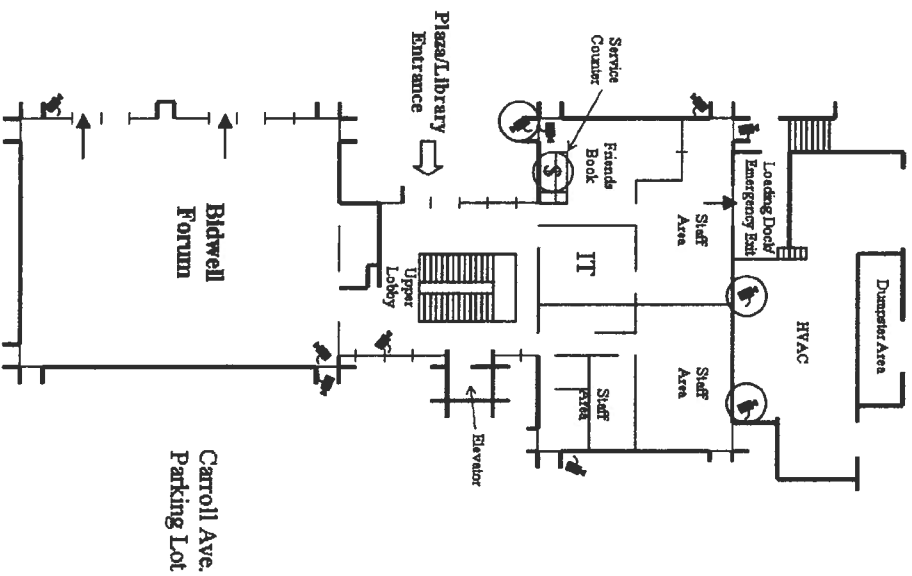 Plaza/Library
Entrance
Service
Counter
Friends
Book
$
Loading Dock/
Emergency Exit
Dumpster Area
HVAC
Staff
Area
IT
Staff
Area
Staff
Area
Upper
Lobby
Elevator
Bidwell
Forum
Carroll Ave.
Parking Lot